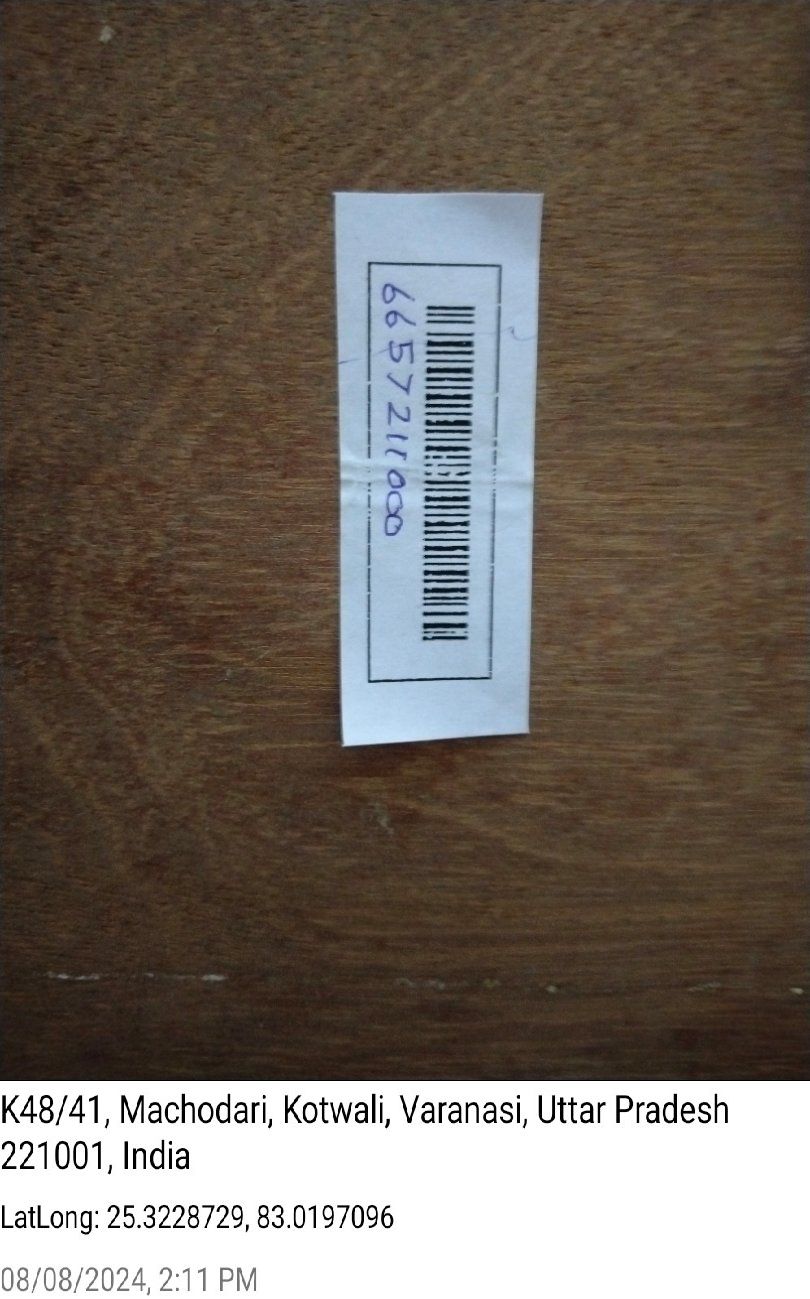 6657211000
K48/41, Machodari, Kotwali, Varanasi, Uttar Pradesh
221001, India
LatLong: 25.3228729, 83.0197096
08/08/2024, 2:11 PM